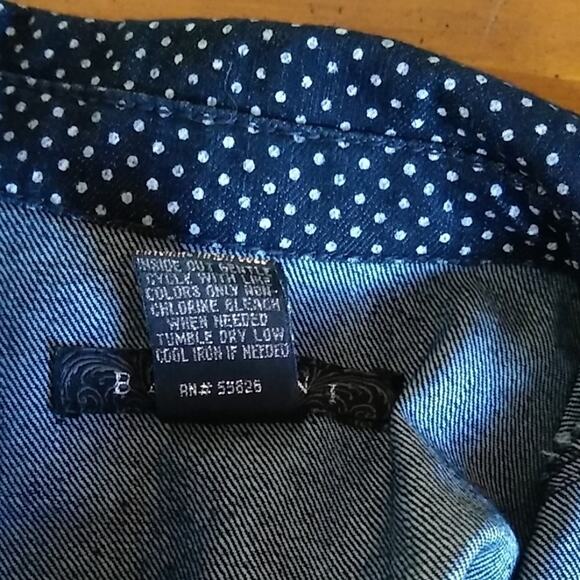 INSIDE OUT GENTLE
CYCLE WITH LIKE
COLORS ONLY NON-
CHLORINE BLEACH
WHEN NEEDED
TUMBLE DRY LOW
COOL IRON IF NEEDED
RN# 55826